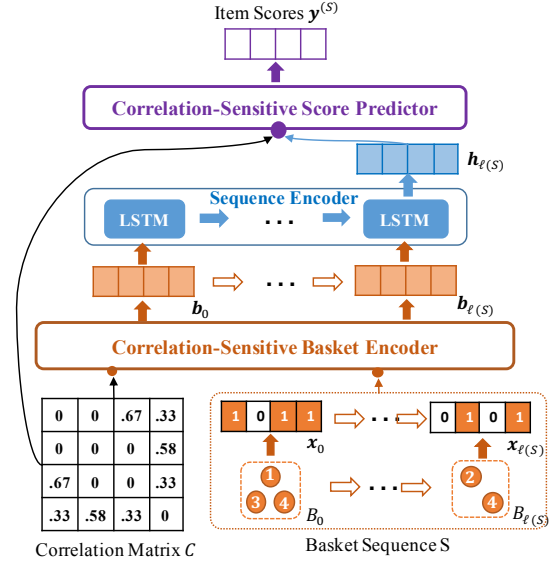 Item Scores 𝒚^(𝑆)
Correlation-Sensitive Score Predictor
𝒉_ℓ(𝑆)
Sequence Encoder
LSTM
...
LSTM
...
𝒃_0
𝒃_ℓ(𝑆)
Correlation-Sensitive Basket Encoder
0 0 .67 .33
0 0 0 .58
.67 0 0 .33
.33 .58 .33 0
Correlation Matrix 𝐶
1 0 1 1
...
0 1 0 1
𝒙_0
𝒙_ℓ(𝑆)
1
3 4
𝐵_0
...
2
4
𝐵_ℓ(𝑆)
Basket Sequence S